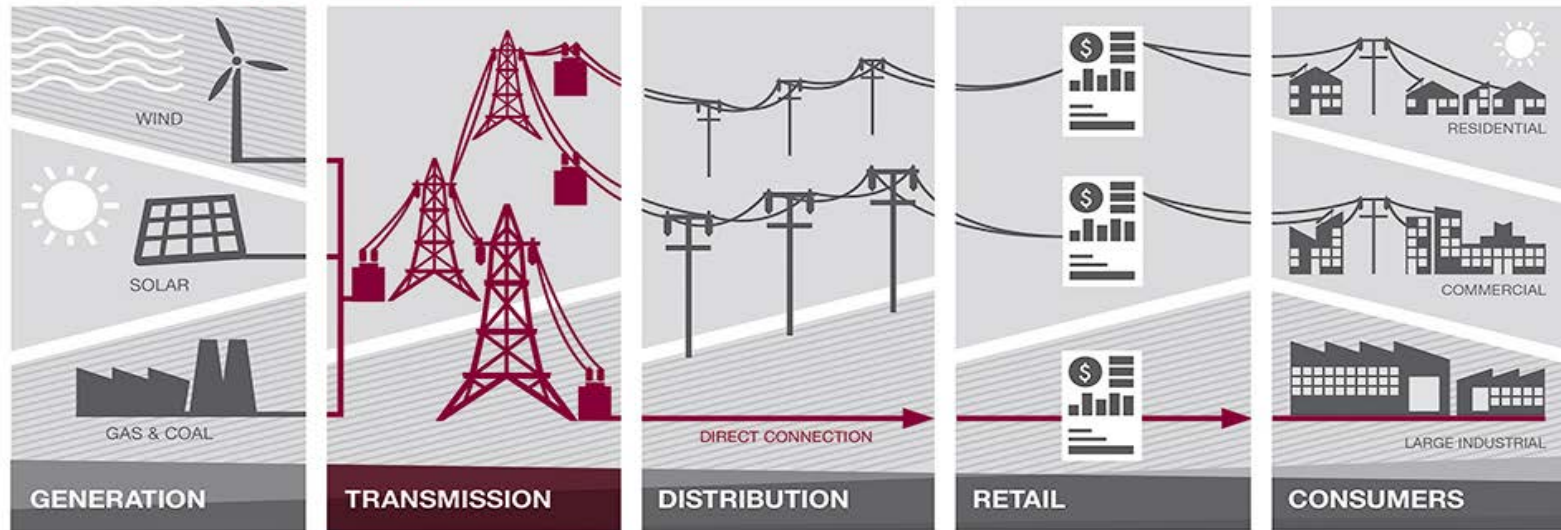 WIND
SOLAR
GAS & COAL
GENERATION
TRANSMISSION
DIRECT CONNECTION
DISTRIBUTION
$
$
$
RETAIL
RESIDENTIAL
COMMERCIAL
LARGE INDUSTRIAL
CONSUMERS